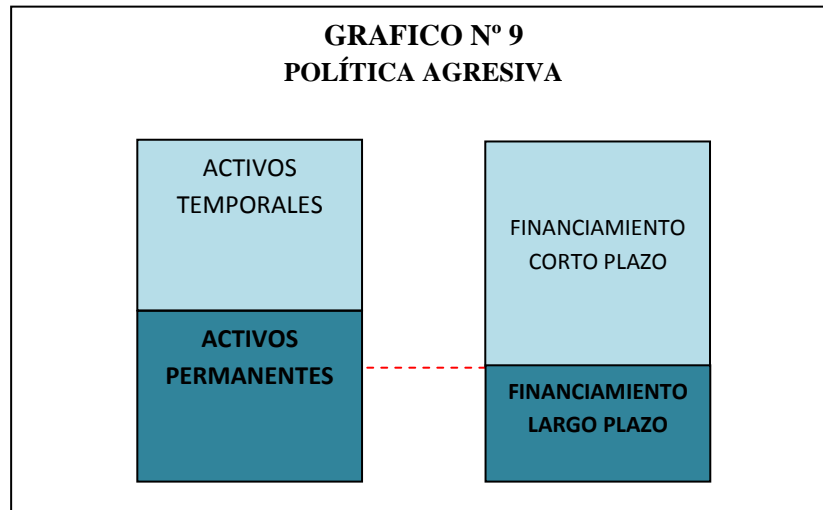 GRAFICO Nº 9
POLÍTICA AGRESIVA
ACTIVOS
TEMPORALES
ACTIVOS
PERMANENTES
FINANCIAMIENTO
CORTO PLAZO
FINANCIAMIENTO
LARGO PLAZO